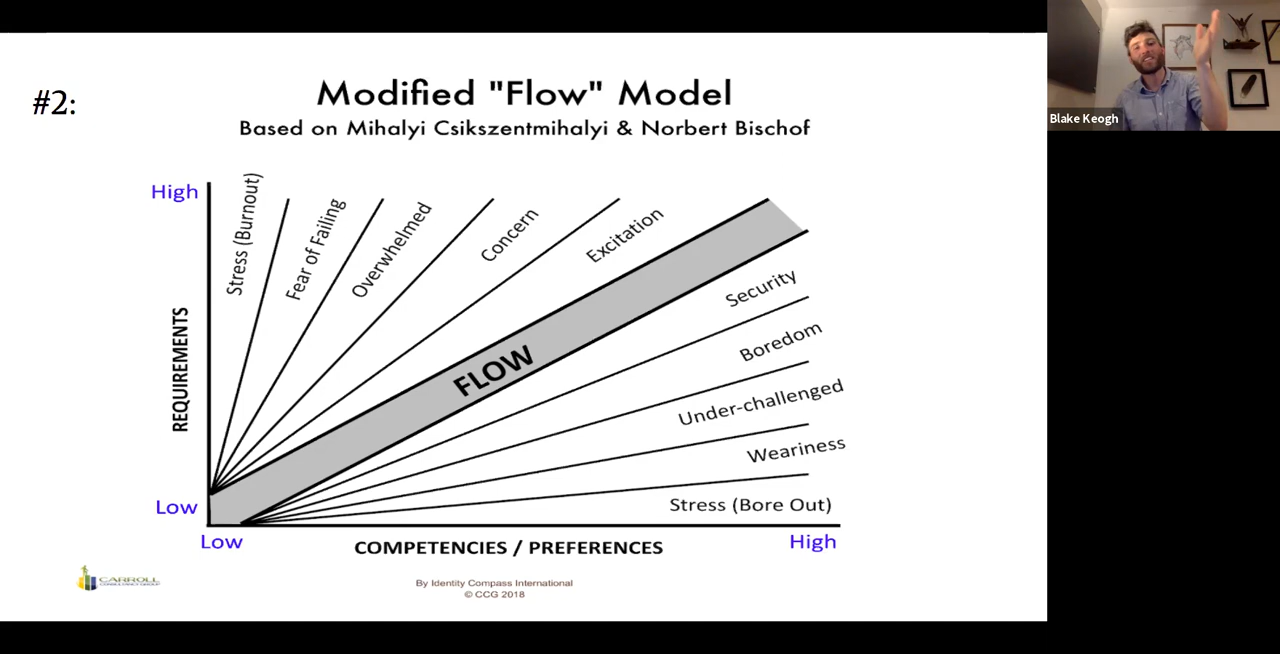 #2:
Modified "Flow" Model
Based on Mihalyi Csikszentmihalyi & Norbert Bischof
Blake Keogh
High
Stress (Burnout)
Fear of Failing
Overwhelmed
Concern
Excitation
Security
Boredom
Under-challenged
Weariness
Stress (Bore Out)
FLOW
REQUIREMENTS
Low
Low
COMPETENCIES / PREFERENCES
High
CARROLL
CONSULTANCY GROUP
By Identity Compass International
© CCG 2018